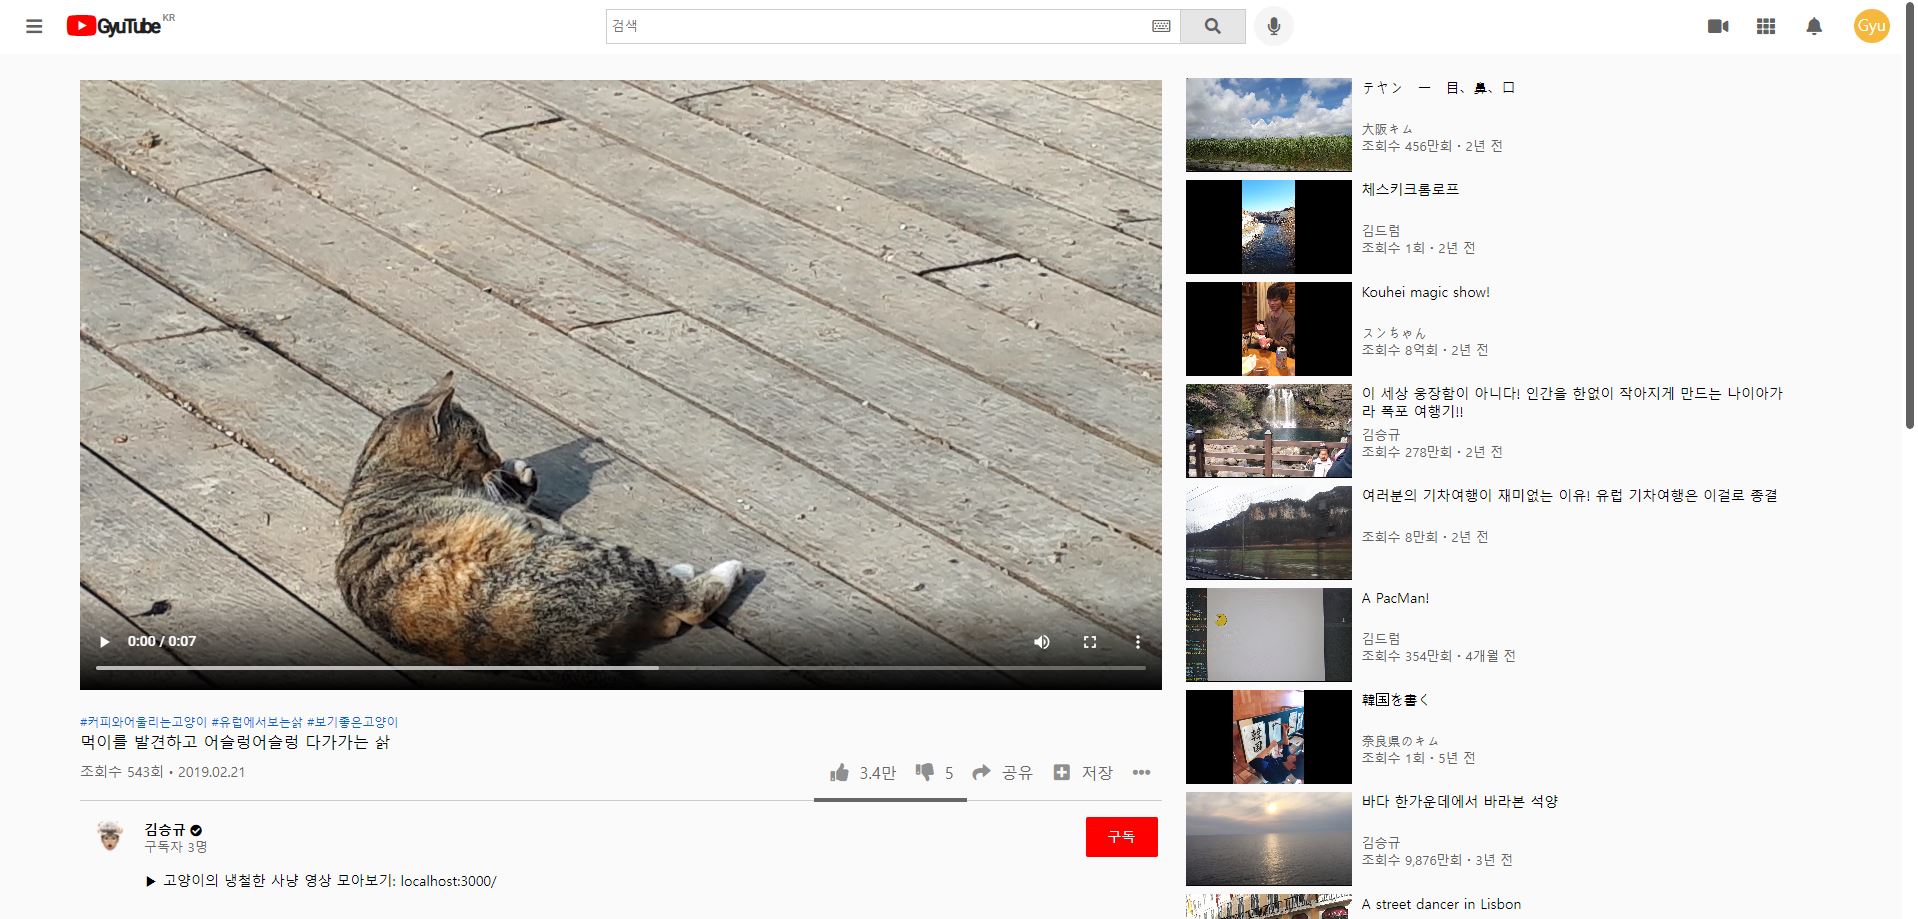 GyuTube KR
검색
Gyu
0:00 / 0:07
#커피와어울리는고양이 #유럽에서보는삶 #보기좋은고양이
먹이를 발견하고 어슬렁어슬렁 다가가는 삶
조회수 543회 • 2019.02.21
3.4만 5 공유 저장
김승규
구독자 3명
구독
▶ 고양이의 냉철한 사냥 영상 모아보기: localhost:3000/
テヤン ー 目、鼻、口
大阪キム
조회수 456만회 • 2년 전
체스키크롬로프
김드럼
조회수 1회 • 2년 전
Kouhei magic show!
スンちゃん
조회수 8억회 • 2년 전
이 세상 웅장함이 아니다! 인간을 한없이 작아지게 만드는 나이아가
라 폭포 여행기!!
김승규
조회수 278만회 • 2년 전
여러분의 기차여행이 재미없는 이유! 유럽 기차여행은 이걸로 종결
조회수 8만회 • 2년 전
A PacMan!
김드럼
조회수 354만회 • 4개월 전
韓国
韓国を書く
奈良県のキム
조회수 1회 • 5년 전
바다 한가운데에서 바라본 석양
김승규
조회수 9,876만회 • 3년 전
A street dancer in Lisbon